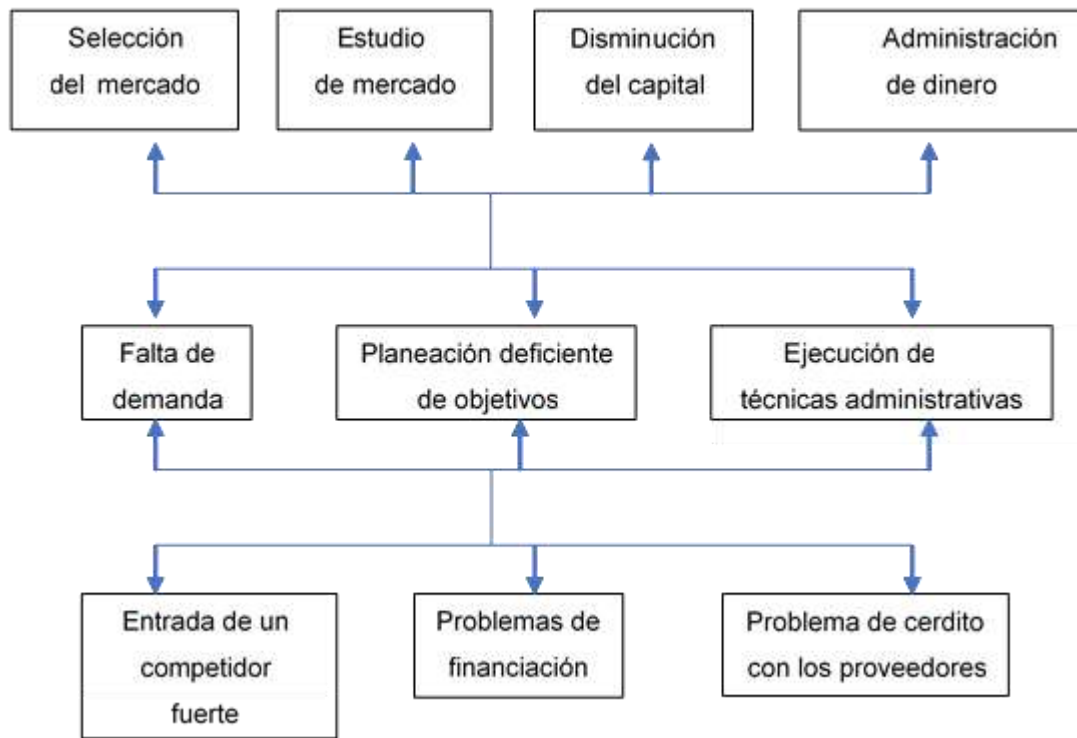 Selección
del mercado
Estudio
de mercado
Disminución
del capital
Administración
de dinero
Falta de
demanda
Planeación deficiente
de objetivos
Ejecución de
técnicas administrativas
Entrada de un
competidor
fuerte
Problemas de
financiación
Problema de cerdito
con los proveedores